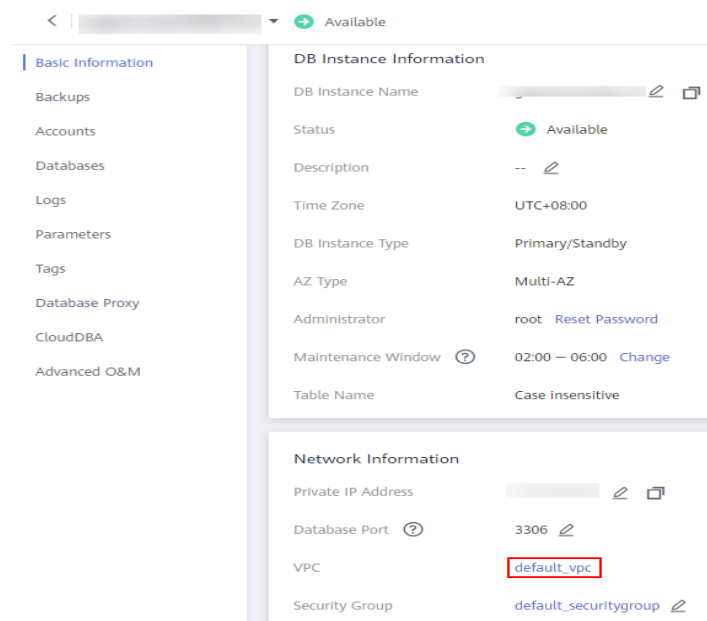 Available
Basic Information
Backups
Accounts
Databases
Logs
Parameters
Tags
Database Proxy
CloudDBA
Advanced O&M
DB Instance Information
DB Instance Name
Status Available
Description --
Time Zone UTC+08:00
DB Instance Type Primary/Standby
AZ Type Multi-AZ
Administrator root Reset Password
Maintenance Window ? 02:00 — 06:00 Change
Table Name Case insensitive
Network Information
Private IP Address
Database Port ? 3306
VPC default_vpc
Security Group default_securitygroup